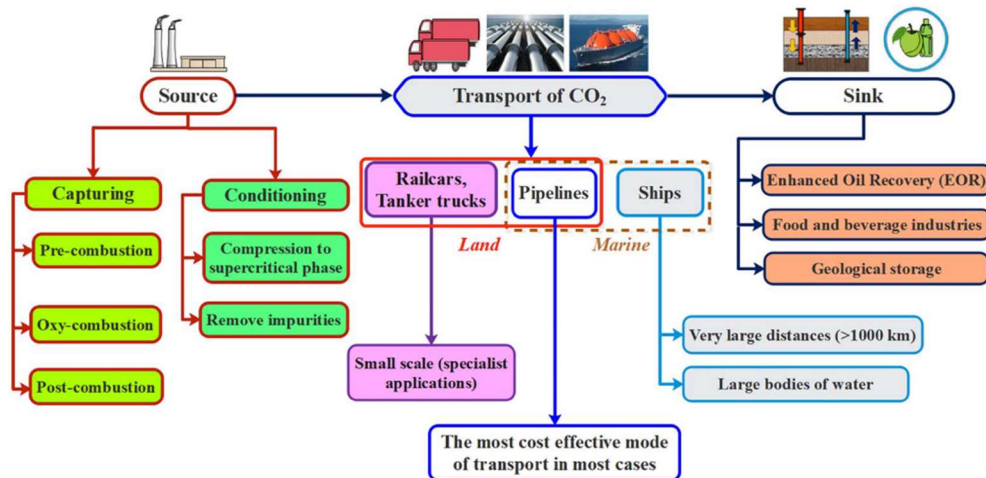 Source
Transport of CO₂
Sink
Capturing
Pre-combustion
Oxy-combustion
Post-combustion
Conditioning
Compression to
supercritical phase
Remove impurities
Railcars,
Tanker trucks
Pipelines
Ships
Land
Marine
Small scale (specialist
applications)
The most cost effective mode
of transport in most cases
Very large distances (>1000 km)
Large bodies of water
Enhanced Oil Recovery (EOR)
Food and beverage industries
Geological storage